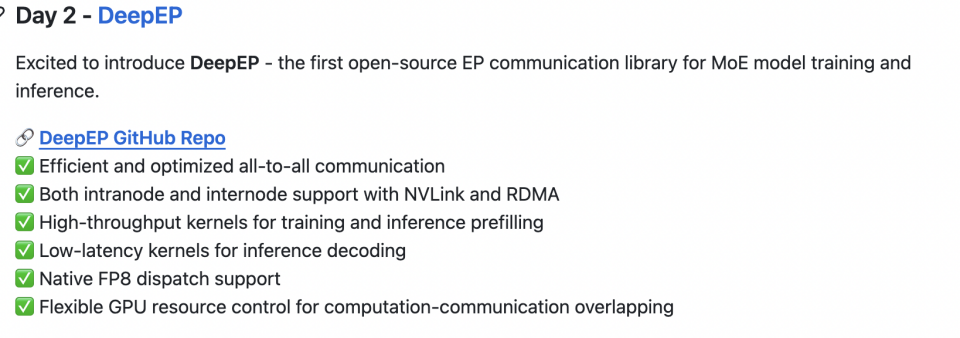 Day 2 - DeepEP
Excited to introduce DeepEP - the first open-source EP communication library for MoE model training and
inference.
🔗 DeepEP GitHub Repo
✅ Efficient and optimized all-to-all communication
✅ Both intranode and internode support with NVLink and RDMA
✅ High-throughput kernels for training and inference prefilling
✅ Low-latency kernels for inference decoding
✅ Native FP8 dispatch support
✅ Flexible GPU resource control for computation-communication overlapping